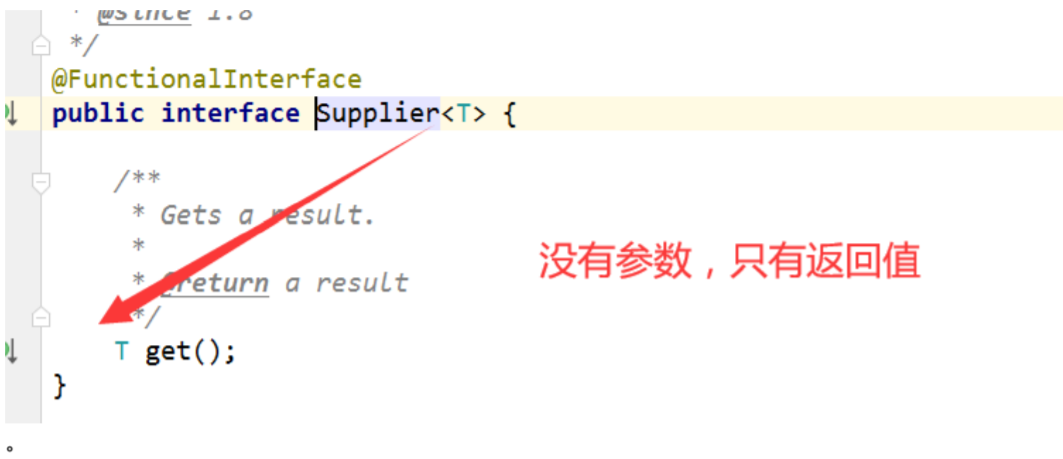 * @since 1.8
*/
@FunctionalInterface
public interface Supplier<T> {
/**
* Gets a result.
*
* @return a result
*/
T get();
}
没有参数，只有返回值
。